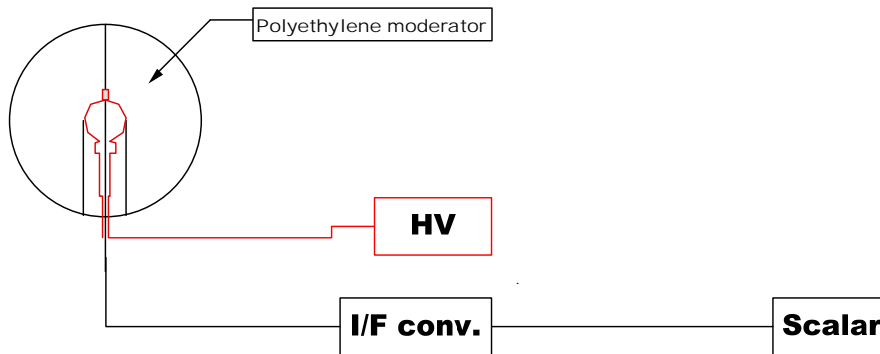 Polyethylene moderator
HV
I/F conv.
Scalar